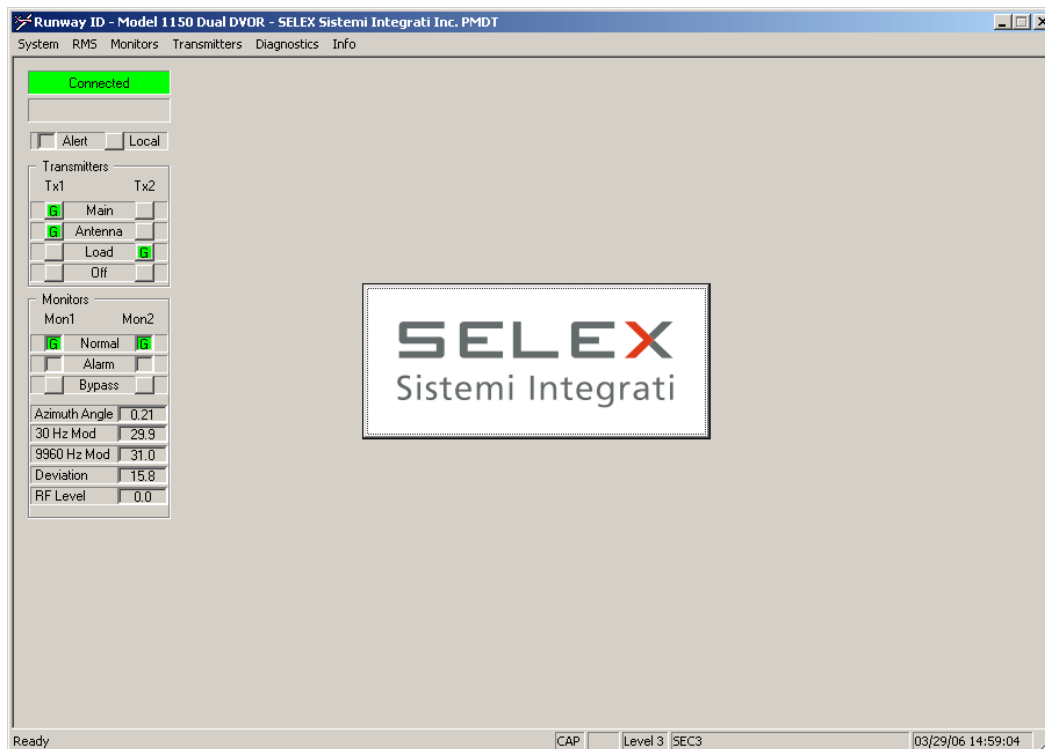 Runway ID - Model 1150 Dual DVOR - SELEX Sistemi Integrati Inc. PMDT
System RMS Monitors Transmitters Diagnostics Info
Connected
Alert Local
Transmitters
Tx1 Tx2
G Main
G Antenna
Load G
Off
Monitors
Mon1 Mon2
G Normal G
Alarm
Bypass
Azimuth Angle 0.21
30 Hz Mod 29.9
9960 Hz Mod 31.0
Deviation 15.8
RF Level 0.0
SELEX
Sistemi Integrati
Ready CAP Level 3 SEC3 03/29/06 14:59:04